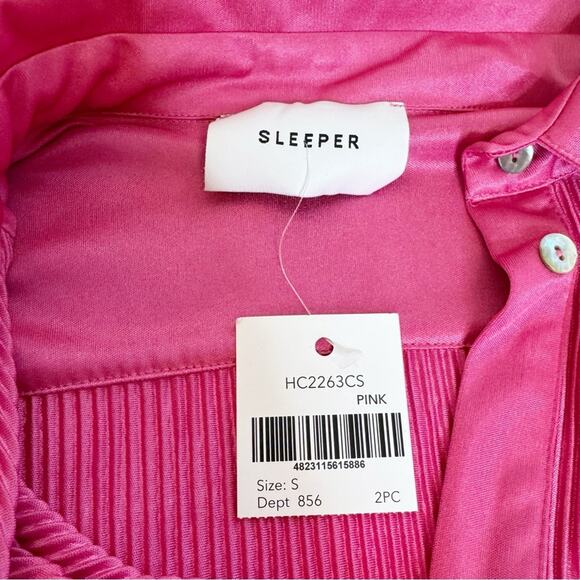 SLEEPER
HC2263CS
PINK
4823115615886
Size: S
Dept 856 2PC